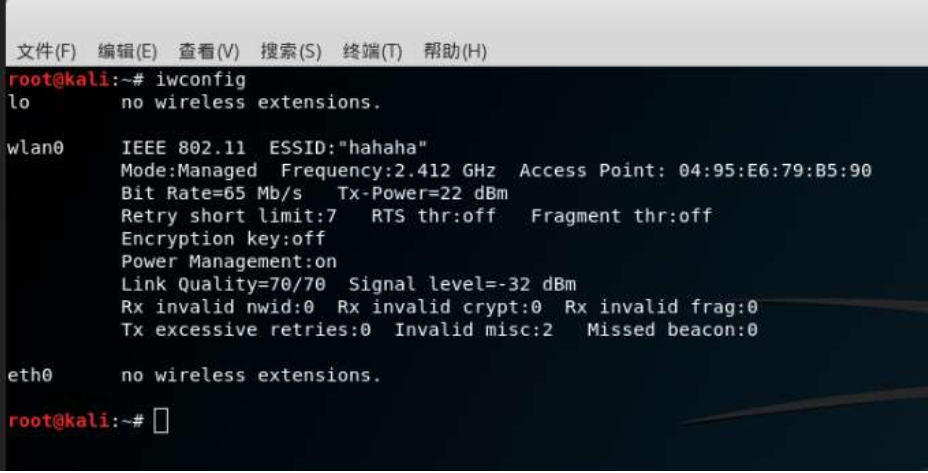 文件(F) 编辑(E) 查看(V) 搜索(S) 终端(T) 帮助(H)
root@kali:~# iwconfig
lo        no wireless extensions.
wlan0     IEEE 802.11  ESSID:"hahaha"
          Mode:Managed  Frequency:2.412 GHz  Access Point: 04:95:E6:79:B5:90
          Bit Rate=65 Mb/s   Tx-Power=22 dBm
          Retry short limit:7   RTS thr:off   Fragment thr:off
          Encryption key:off
          Power Management:on
          Link Quality=70/70  Signal level=-32 dBm
          Rx invalid nwid:0  Rx invalid crypt:0  Rx invalid frag:0
          Tx excessive retries:0  Invalid misc:2   Missed beacon:0
eth0      no wireless extensions.
root@kali:~#